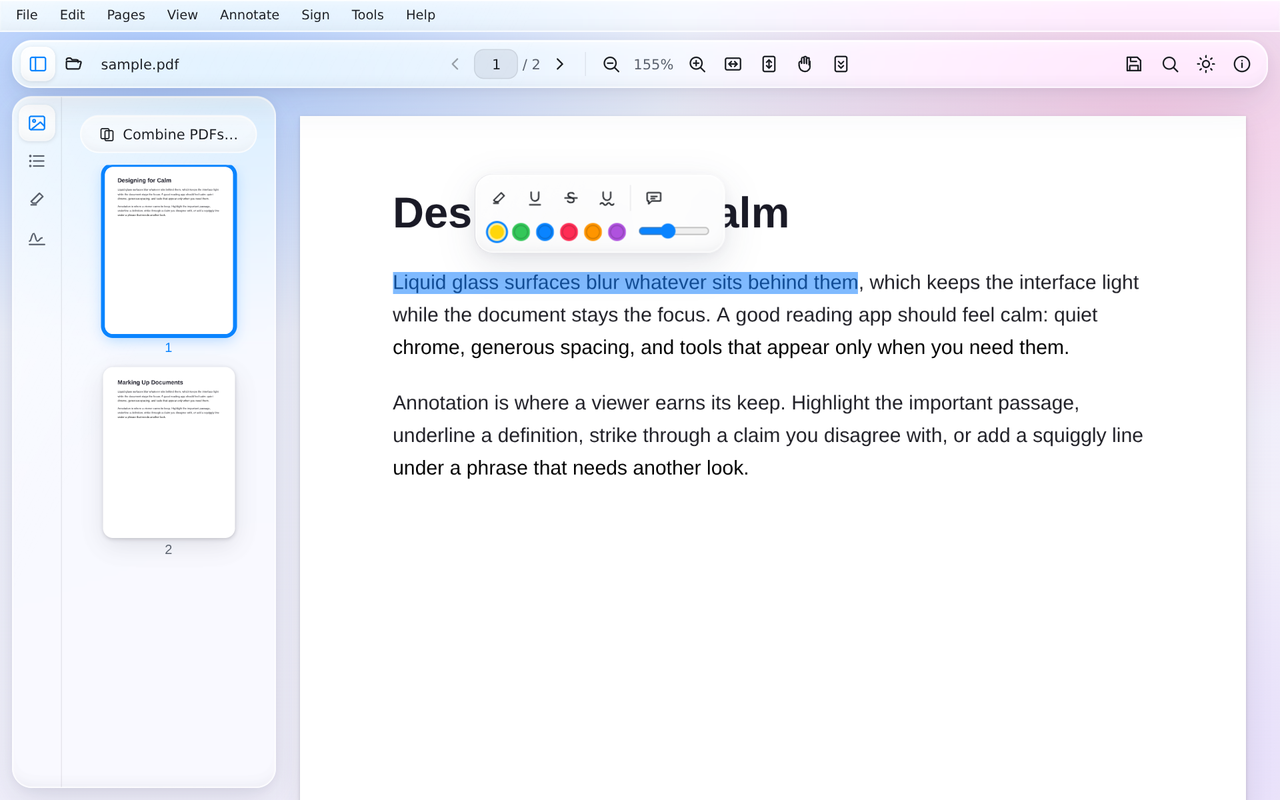 File Edit Pages View Annotate Sign Tools Help
sample.pdf 1 / 2 155%
Combine PDFs...
Designing for Calm
1
Marking Up Documents
2
Des alm
Liquid glass surfaces blur whatever sits behind them, which keeps the interface light
while the document stays the focus. A good reading app should feel calm: quiet
chrome, generous spacing, and tools that appear only when you need them.
Annotation is where a viewer earns its keep. Highlight the important passage,
underline a definition, strike through a claim you disagree with, or add a squiggly line
under a phrase that needs another look.